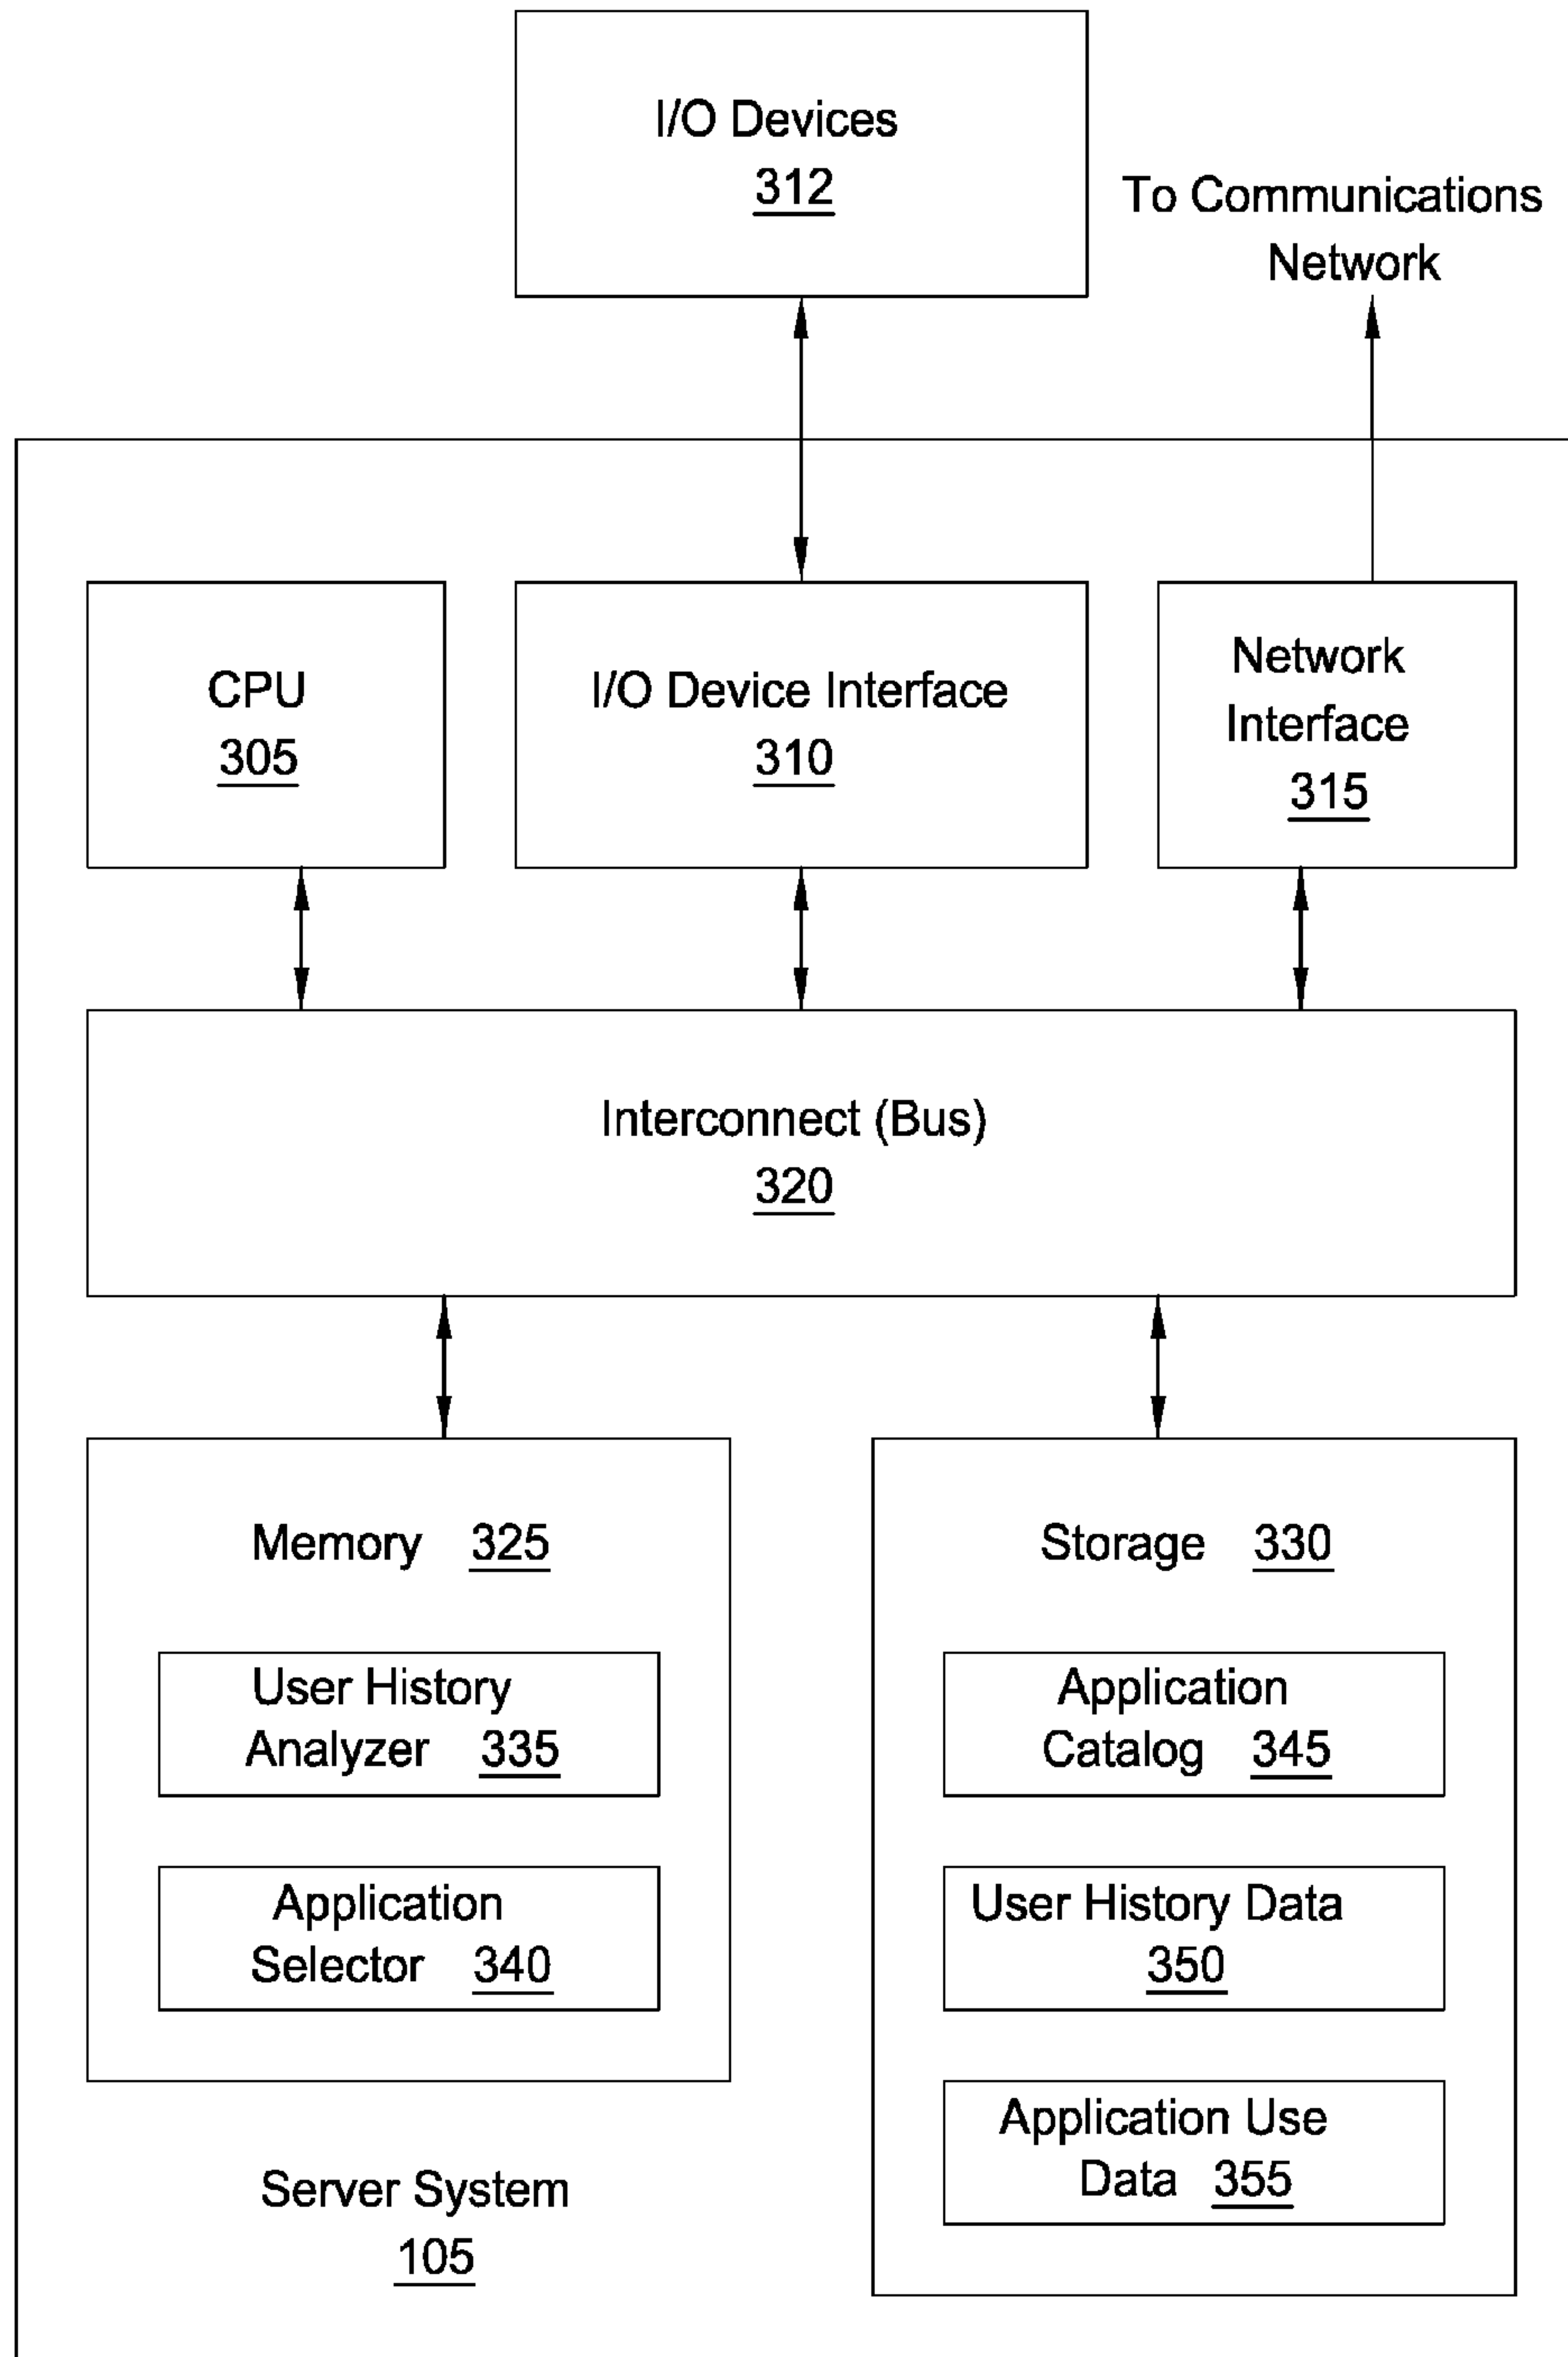 I/O Devices
312
To Communications
Network
CPU
305
I/O Device Interface
310
Network
Interface
315
Interconnect (Bus)
320
Memory 325
User History
Analyzer 335
Application
Selector 340
Storage 330
Application
Catalog 345
User History Data
350
Application Use
Data 355
Server System
105